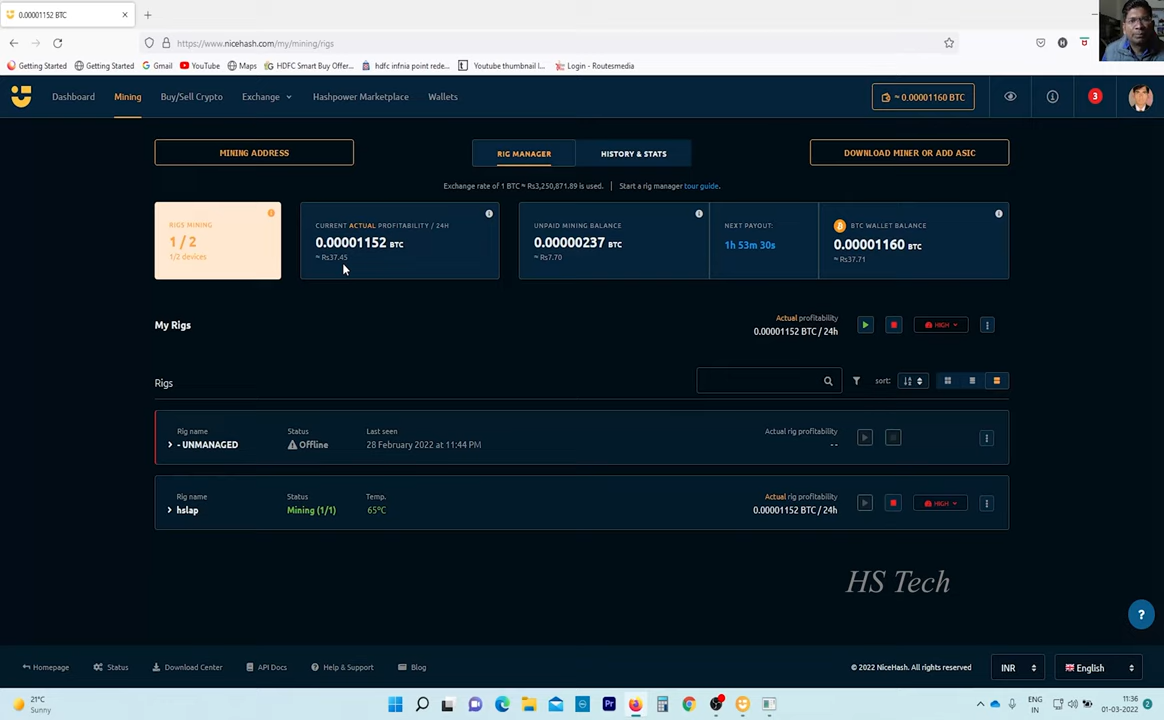 0.00001152 BTC
https://www.nicehash.com/my/mining/rigs
H
Getting Started Getting Started Gmail YouTube Maps HDFC Smart Buy Offer... hdfc infnia point rede... Youtube thumbnail l... Login - Routesmedia
Dashboard Mining Buy/Sell Crypto Exchange Hashpower Marketplace Wallets ~ 0.00001160 BTC 3
MINING ADDRESS RIG MANAGER HISTORY & STATS DOWNLOAD MINER OR ADD ASIC
Exchange rate of 1 BTC ≈ Rs3,250,871.89 is used. | Start a rig manager tour guide.
RIGS MINING
1 / 2
1/2 devices
CURRENT ACTUAL PROFITABILITY / 24H
0.00001152 BTC
≈ Rs37.45
UNPAID MINING BALANCE
0.00000237 BTC
≈ Rs7.70
NEXT PAYOUT:
1h 53m 30s
BTC WALLET BALANCE
0.00001160 BTC
≈ Rs37.71
My Rigs
Actual profitability
0.00001152 BTC / 24h
HIGH
Rigs
sort:
Rig name Status Last seen Actual rig profitability
- UNMANAGED Offline 28 February 2022 at 11:44 PM - -
Rig name Status Temp. Actual rig profitability
hslap Mining (1/1) 65°C 0.00001152 BTC / 24h HIGH
HS Tech
?
Homepage Status Download Center API Docs Help & Support Blog © 2022 NiceHash. All rights reserved INR English
21°C
Sunny
Pr
ENG
IN
11:36
01-03-2022
2